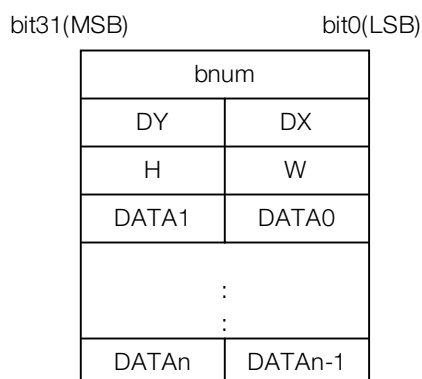 bit31(MSB) bit0(LSB)
bnum
DY DX
H W
DATA1 DATA0
:
:
DATAn DATAn-1